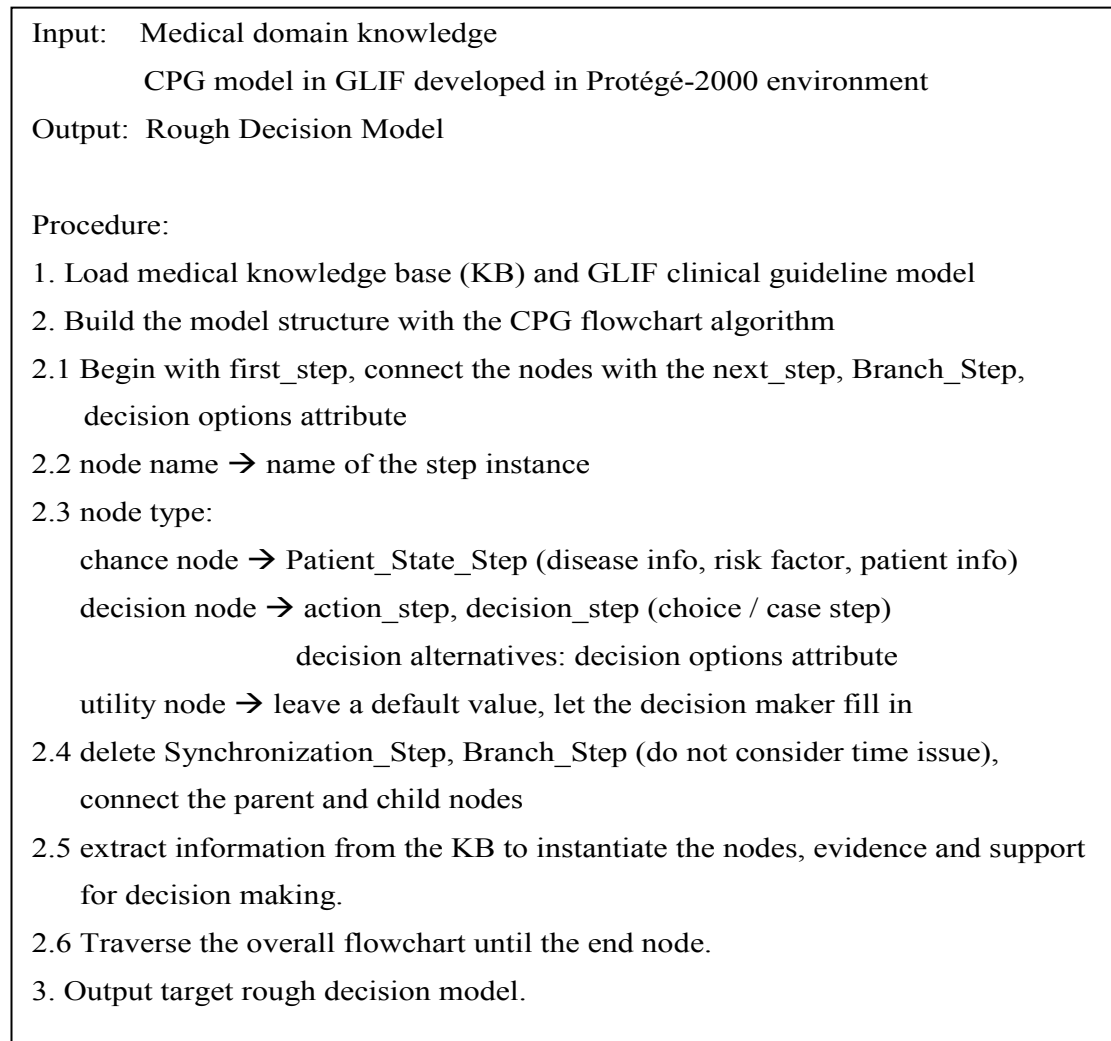 Input: Medical domain knowledge
CPG model in GLIF developed in Protégé-2000 environment
Output: Rough Decision Model
Procedure:
1. Load medical knowledge base (KB) and GLIF clinical guideline model
2. Build the model structure with the CPG flowchart algorithm
2.1 Begin with first_step, connect the nodes with the next_step, Branch_Step,
decision options attribute
2.2 node name → name of the step instance
2.3 node type:
chance node → Patient_State_Step (disease info, risk factor, patient info)
decision node → action_step, decision_step (choice / case step)
decision alternatives: decision options attribute
utility node → leave a default value, let the decision maker fill in
2.4 delete Synchronization_Step, Branch_Step (do not consider time issue),
connect the parent and child nodes
2.5 extract information from the KB to instantiate the nodes, evidence and support
for decision making.
2.6 Traverse the overall flowchart until the end node.
3. Output target rough decision model.